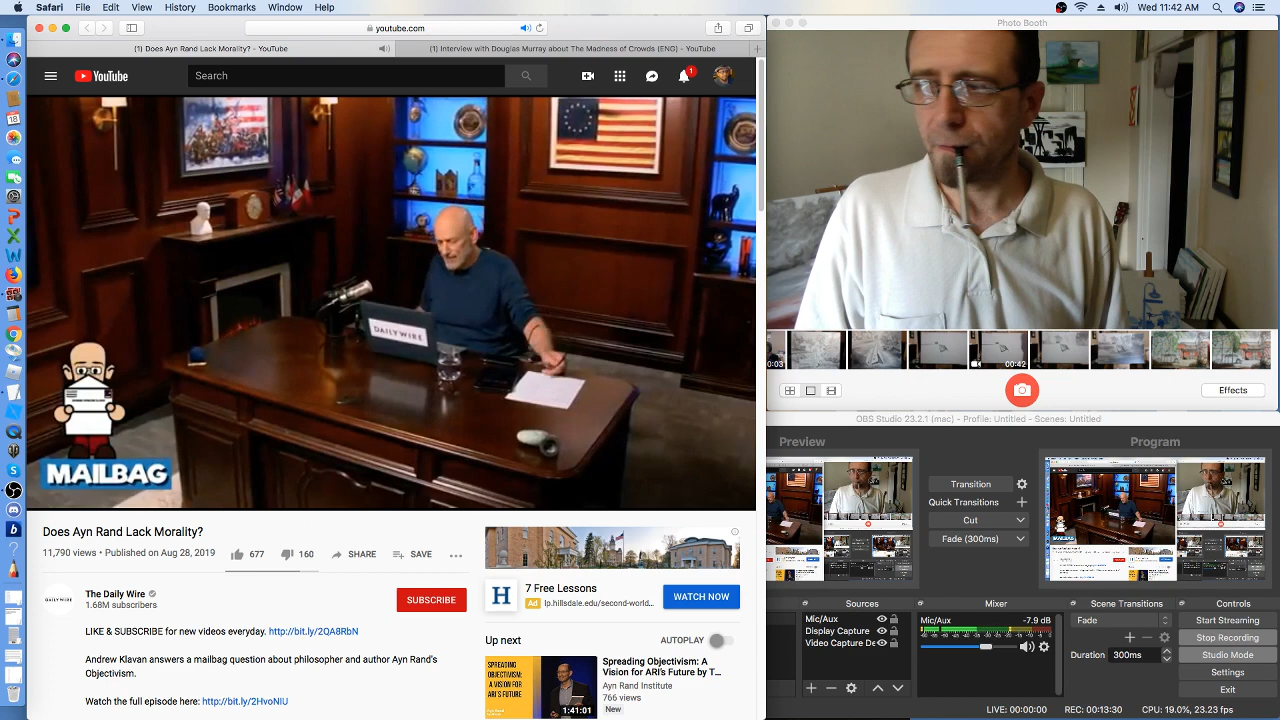 Safari File Edit View History Bookmarks Window Help
Wed 11:42 AM
youtube.com
(1) Does Ayn Rand Lack Morality? - YouTube
(1) Interview with Douglas Murray about The Madness of Crowds (ENG) - YouTube
YouTube
Search
1
DAILY WIRE
MAILBAG
Does Ayn Rand Lack Morality?
11,790 views • Published on Aug 28, 2019
677
160
SHARE
SAVE
DAILY WIRE
The Daily Wire
1.68M subscribers
SUBSCRIBE
LIKE & SUBSCRIBE for new videos everyday. http://bit.ly/2QA8RbN
Andrew Klavan answers a mailbag question about philosopher and author Ayn Rand's
Objectivism.
Watch the full episode here: http://bit.ly/2HvoNIU
H
7 Free Lessons
Ad lp.hillsdale.edu/second-world...
WATCH NOW
Up next
AUTOPLAY
SPREADING
OBJECTIVISM:
A VISION
FOR ARI'S
FUTURE
1:41:01
Spreading Objectivism: A
Vision for ARI's Future by T...
Ayn Rand Institute
766 views
New
Photo Booth
0:03
00:42
Effects
OBS Studio 23.2.1 (mac) - Profile: Untitled - Scenes: Untitled
Preview
Program
Transition
Quick Transitions
Cut
Fade (300ms)
Sources
Mic/Aux
Display Capture
Video Capture De
Mixer
Mic/Aux
-7.9 dB
Scene Transitions
Fade
Duration 300ms
Controls
Start Streaming
Stop Recording
Studio Mode
Settings
Exit
LIVE: 00:00:00
REC: 00:13:30
CPU: 19.0%, 23.23 fps